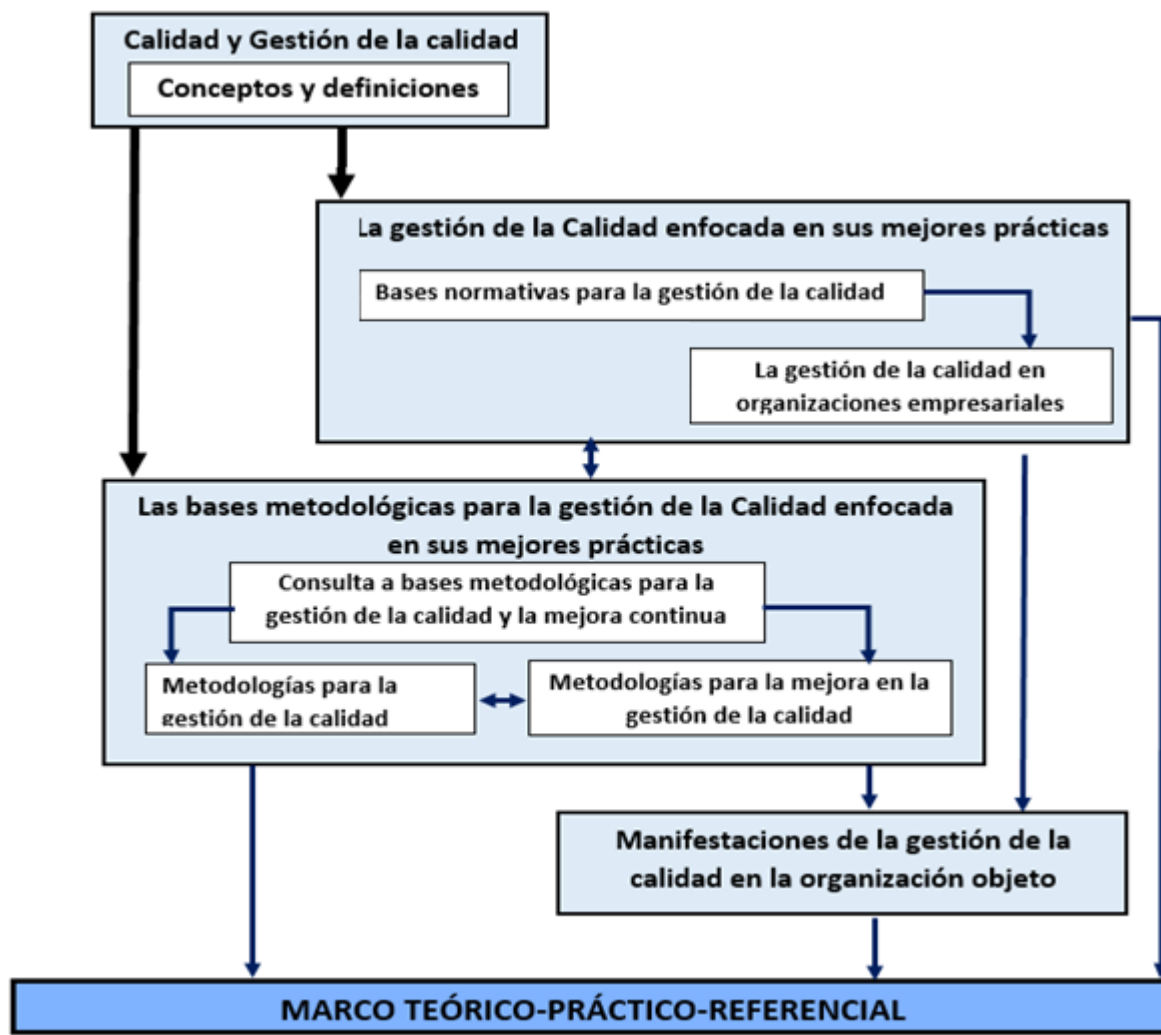 Calidad y Gestión de la calidad
Conceptos y definiciones
La gestión de la Calidad enfocada en sus mejores prácticas
Bases normativas para la gestión de la calidad
La gestión de la calidad en
organizaciones empresariales
Las bases metodológicas para la gestión de la Calidad enfocada
en sus mejores prácticas
Consulta a bases metodológicas para la
gestión de la calidad y la mejora continua
Metodologías para la
gestión de la calidad
Metodologías para la mejora en la
gestión de la calidad
Manifestaciones de la gestión de la
calidad en la organización objeto
MARCO TEÓRICO-PRÁCTICO-REFERENCIAL